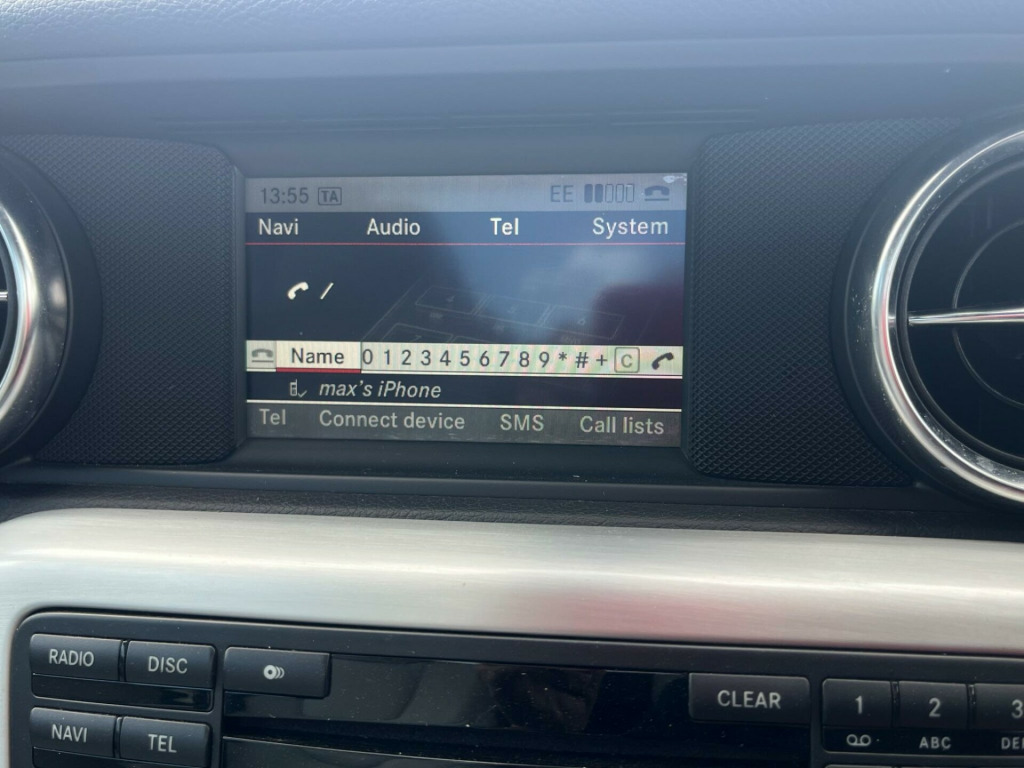 13:55 TA EE
Navi Audio Tel System
/
Name 0 1 2 3 4 5 6 7 8 9 * # + C
max's iPhone
Tel Connect device SMS Call lists
RADIO DISC CLEAR 1 2 3
NAVI TEL ABC